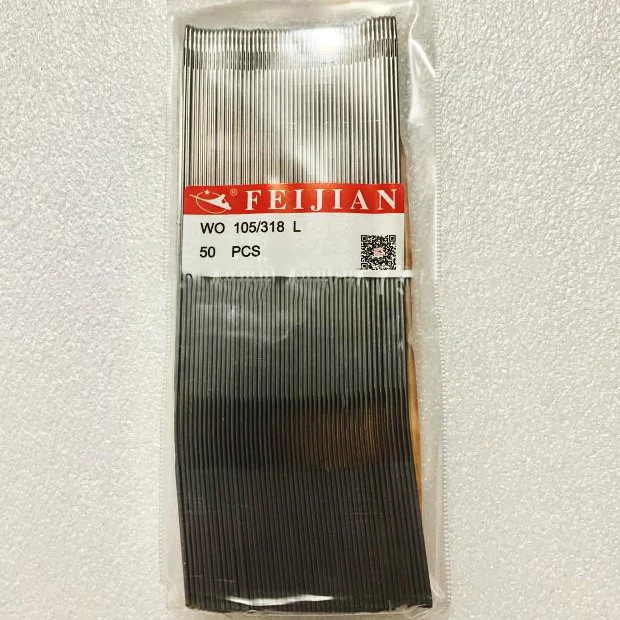 ® FEIJIAN
WO 105/318 L
50 PCS